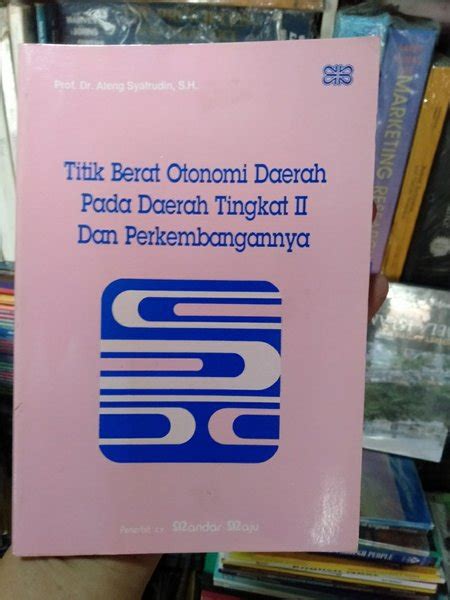 Prof. Dr. Ateng Syafrudin, S.H.
Titik Berat Otonomi Daerah
Pada Daerah Tingkat II
Dan Perkembangannya
Penerbit CV. Mandar Maju
MARKETING